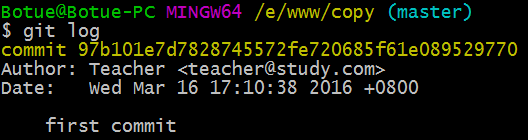 Botue@Botue-PC MINGW64 /e/www/copy (master)
$ git log
commit 97b101e7d7828745572fe720685f61e089529770
Author: Teacher <teacher@study.com>
Date:   Wed Mar 16 17:10:38 2016 +0800
    first commit